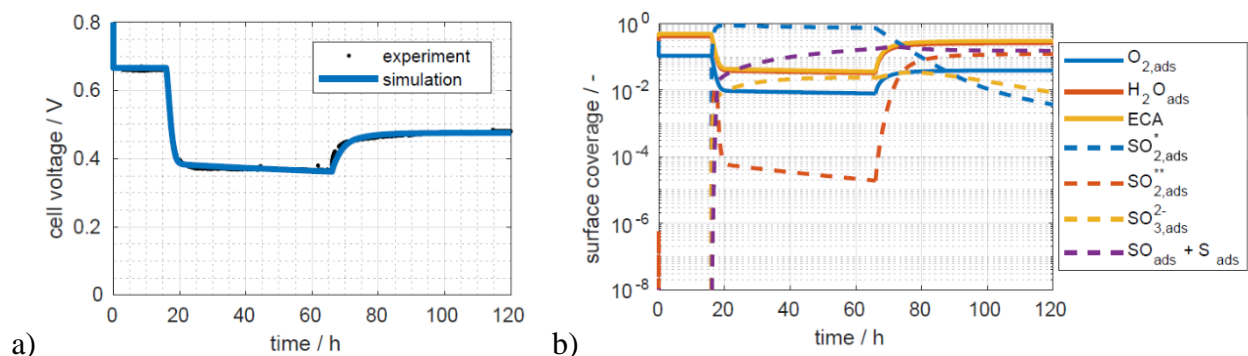 0.8
0.6
0.4
0.2
0
cell voltage / V
experiment
simulation
0 20 40 60 80 100 120
time / h
a)
10⁰
10⁻²
10⁻⁴
10⁻⁶
10⁻⁸
surface coverage / -
0 20 40 60 80 100 120
time / h
b)
O₂,ads
H₂Oads
ECA
SO*₂,ads
SO**₂,ads
SO²⁻₃,ads
SOads + Sads